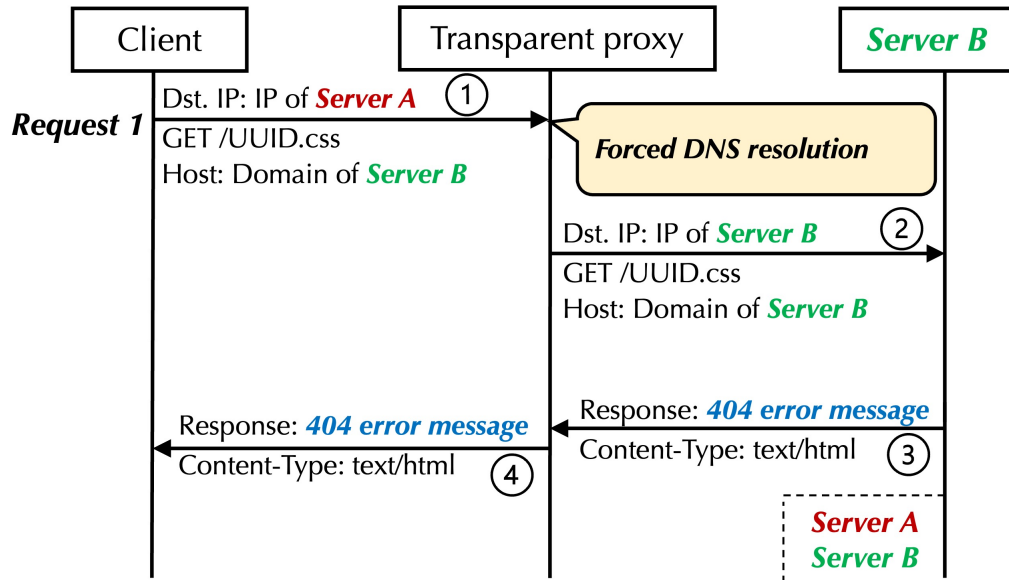 Client
Transparent proxy
Server B
Dst. IP: IP of Server A
1
Request 1
GET /UUID.css
Host: Domain of Server B
Forced DNS resolution
Dst. IP: IP of Server B
2
GET /UUID.css
Host: Domain of Server B
Response: 404 error message
Content-Type: text/html
3
Response: 404 error message
Content-Type: text/html
4
Server A
Server B